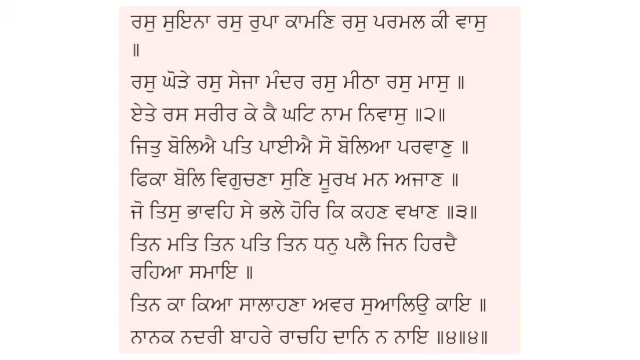 ਰਸੁ ਸੁਇਨਾ ਰਸੁ ਰੁਪਾ ਕਾਮਣਿ ਰਸੁ ਪਰਮਲ ਕੀ ਵਾਸੁ
॥
ਰਸੁ ਘੋੜੇ ਰਸੁ ਸੇਜਾ ਮੰਦਰ ਰਸੁ ਮੀਠਾ ਰਸੁ ਮਾਸੁ ॥
ਏਤੇ ਰਸ ਸਰੀਰ ਕੇ ਕੈ ਘਟਿ ਨਾਮ ਨਿਵਾਸੁ ॥੨॥
ਜਿਤੁ ਬੋਲਿਐ ਪਤਿ ਪਾਈਐ ਸੋ ਬੋਲਿਆ ਪਰਵਾਣੁ ॥
ਫਿਕਾ ਬੋਲਿ ਵਿਗੁਚਣਾ ਸੁਣਿ ਮੂਰਖ ਮਨ ਅਜਾਣ ॥
ਜੋ ਤਿਸੁ ਭਾਵਹਿ ਸੇ ਭਲੇ ਹੋਰਿ ਕਿ ਕਹਣ ਵਖਾਣ ॥੩॥
ਤਿਨ ਮਤਿ ਤਿਨ ਪਤਿ ਤਿਨ ਧਨੁ ਪਲੈ ਜਿਨ ਹਿਰਦੈ
ਰਹਿਆ ਸਮਾਇ ॥
ਤਿਨ ਕਾ ਕਿਆ ਸਾਲਾਹਣਾ ਅਵਰ ਸੁਆਲਿਉ ਕਾਇ ॥
ਨਾਨਕ ਨਦਰੀ ਬਾਹਰੇ ਰਾਚਹਿ ਦਾਨਿ ਨ ਨਾਇ ॥੪॥੪॥